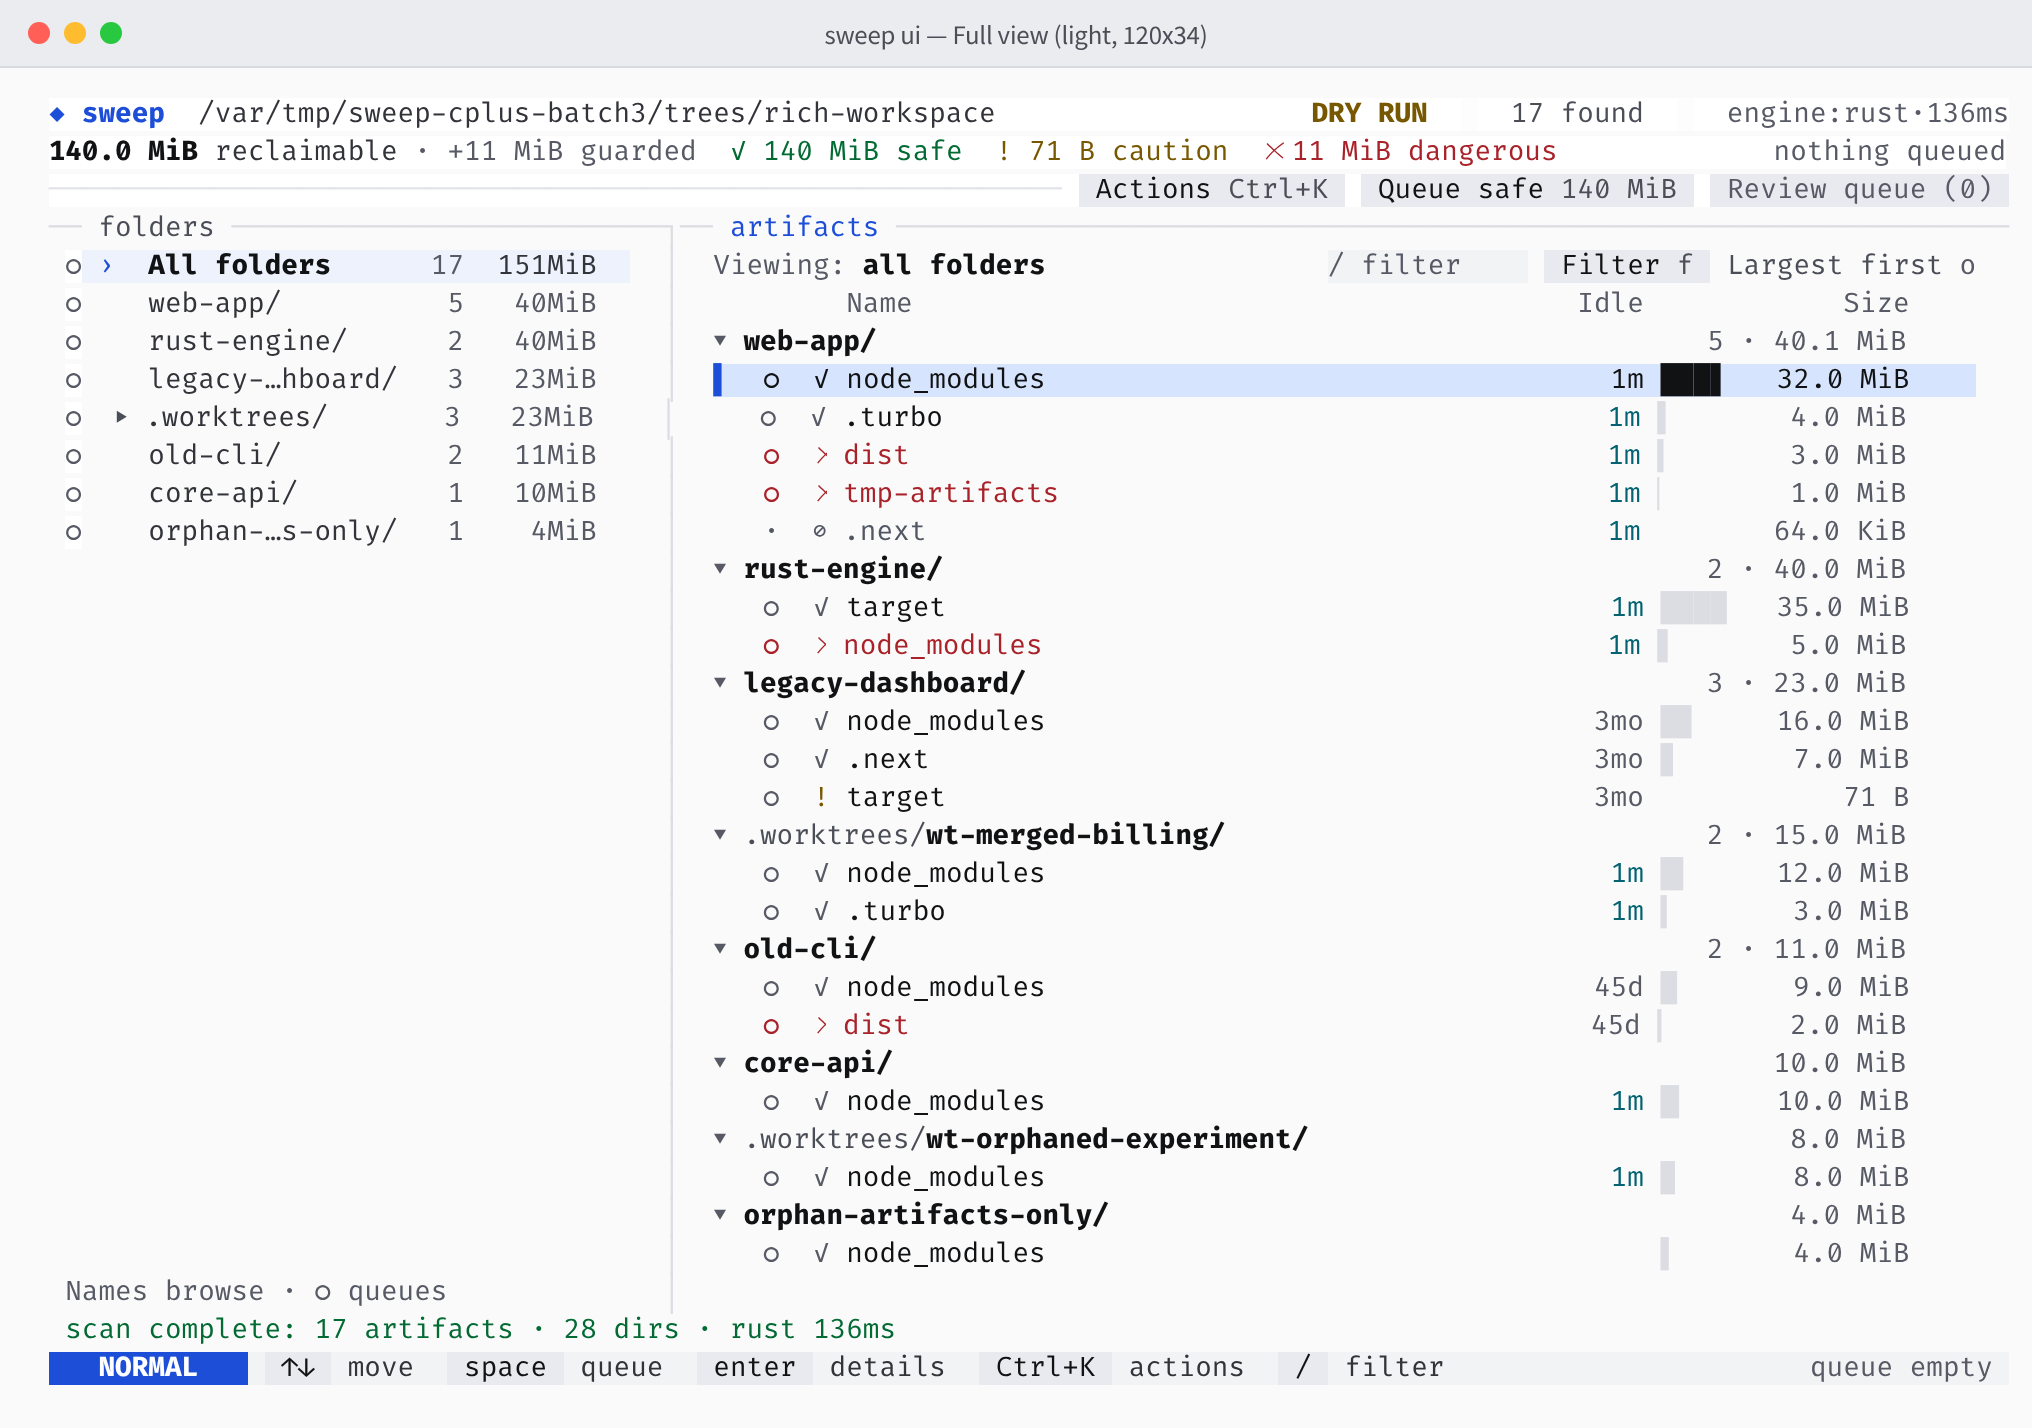 sweep ui — Full view (light, 120x34)
◆ sweep /var/tmp/sweep-cplus-batch3/trees/rich-workspace DRY RUN 17 found engine:rust·136ms
140.0 MiB reclaimable · +11 MiB guarded √ 140 MiB safe ! 71 B caution ×11 MiB dangerous nothing queued
Actions Ctrl+K Queue safe 140 MiB Review queue (0)
folders
○ › All folders 17 151MiB
○ web-app/ 5 40MiB
○ rust-engine/ 2 40MiB
○ legacy-…hboard/ 3 23MiB
○ ▸ .worktrees/ 3 23MiB
○ old-cli/ 2 11MiB
○ core-api/ 1 10MiB
○ orphan-…s-only/ 1 4MiB
Names browse · ○ queues
artifacts
Viewing: all folders / filter Filter f Largest first o
Name Idle Size
▾ web-app/ 5 · 40.1 MiB
○ √ node_modules 1m 32.0 MiB
○ √ .turbo 1m 4.0 MiB
○ › dist 1m 3.0 MiB
○ › tmp-artifacts 1m 1.0 MiB
· ⊘ .next 1m 64.0 KiB
▾ rust-engine/ 2 · 40.0 MiB
○ √ target 1m 35.0 MiB
○ › node_modules 1m 5.0 MiB
▾ legacy-dashboard/ 3 · 23.0 MiB
○ √ node_modules 3mo 16.0 MiB
○ √ .next 3mo 7.0 MiB
○ ! target 3mo 71 B
▾ .worktrees/wt-merged-billing/ 2 · 15.0 MiB
○ √ node_modules 1m 12.0 MiB
○ √ .turbo 1m 3.0 MiB
▾ old-cli/ 2 · 11.0 MiB
○ √ node_modules 45d 9.0 MiB
○ › dist 45d 2.0 MiB
▾ core-api/ 10.0 MiB
○ √ node_modules 1m 10.0 MiB
▾ .worktrees/wt-orphaned-experiment/ 8.0 MiB
○ √ node_modules 1m 8.0 MiB
▾ orphan-artifacts-only/ 4.0 MiB
○ √ node_modules 4.0 MiB
scan complete: 17 artifacts · 28 dirs · rust 136ms
NORMAL ↑↓ move space queue enter details Ctrl+K actions / filter queue empty